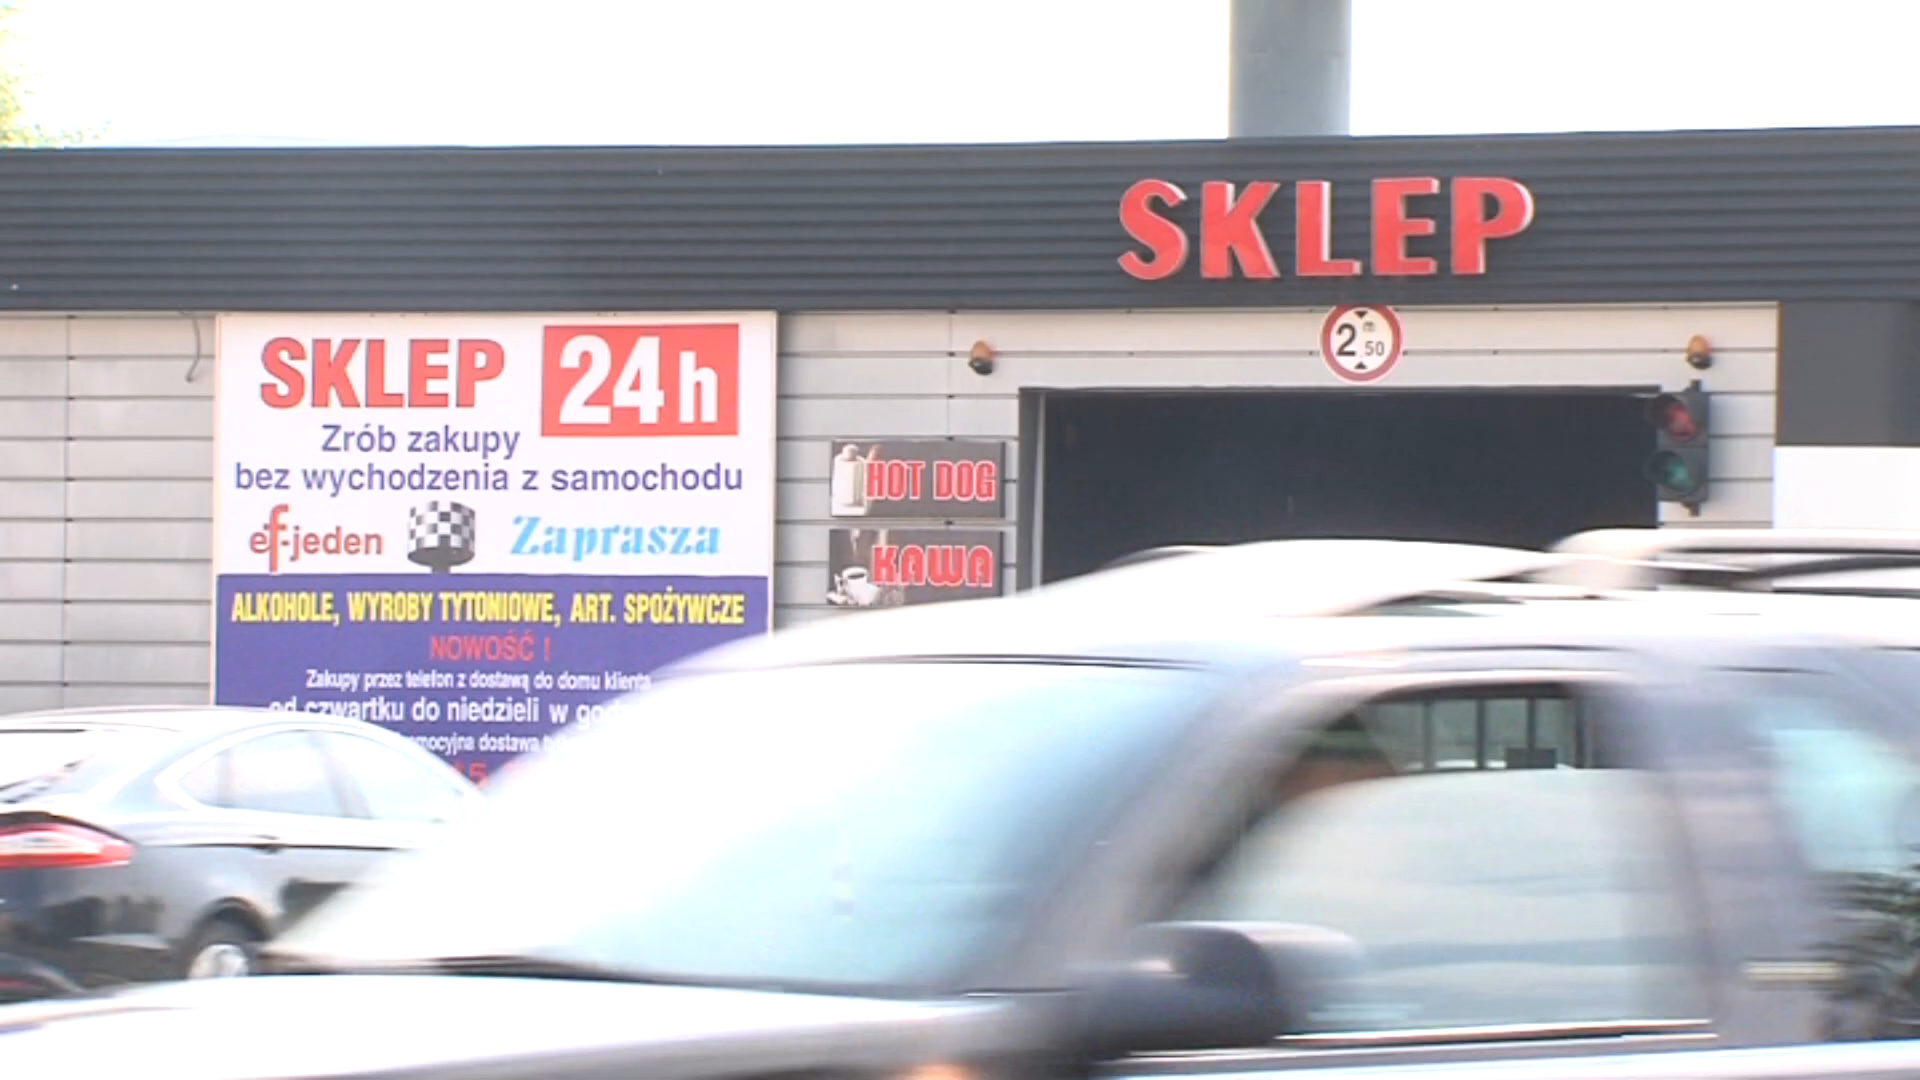 SKLEP
2 m 50
SKLEP 24h
Zrób zakupy
bez wychodzenia z samochodu
ef-jeden Zaprasza
HOT DOG
KAWA
ALKOHOLE, WYROBY TYTONIOWE, ART. SPOŻYWCZE
NOWOŚĆ !
Zakupy przez telefon z dostawą do domu klienta
od czwartku do niedzieli w
dostawa